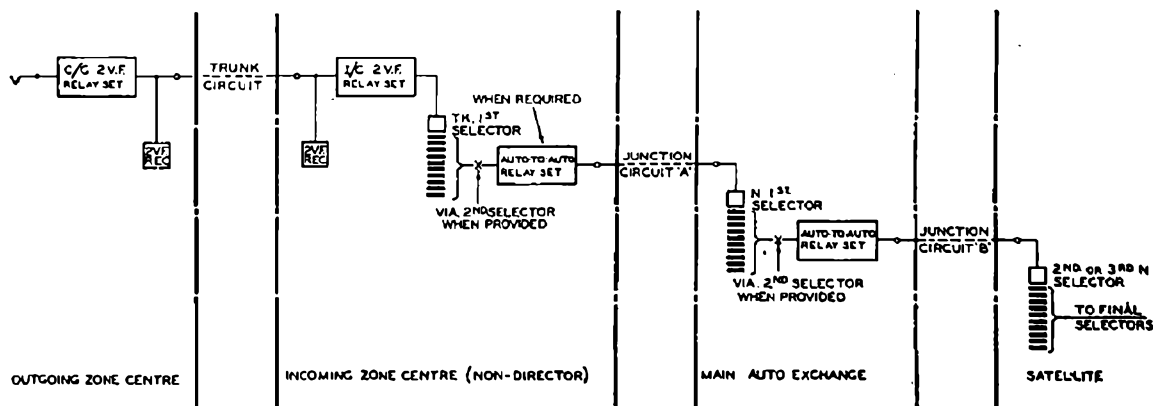 C/G 2 V.F.
RELAY SET
2V.F.
REC
TRUNK
CIRCUIT
I/C 2 V.F.
RELAY SET
2V.F.
REC
TK. 1ST
SELECTOR
WHEN REQUIRED
AUTO-TO-AUTO
RELAY SET
VIA. 2ND SELECTOR
WHEN PROVIDED
JUNCTION
CIRCUIT 'A'
N 1ST
SELECTOR
AUTO-TO-AUTO
RELAY SET
VIA. 2ND SELECTOR
WHEN PROVIDED
JUNCTION
CIRCUIT 'B'
2ND OR 3RD N
SELECTOR
TO FINAL
SELECTORS
OUTGOING ZONE CENTRE
INCOMING ZONE CENTRE (NON-DIRECTOR)
MAIN AUTO EXCHANGE
SATELLITE